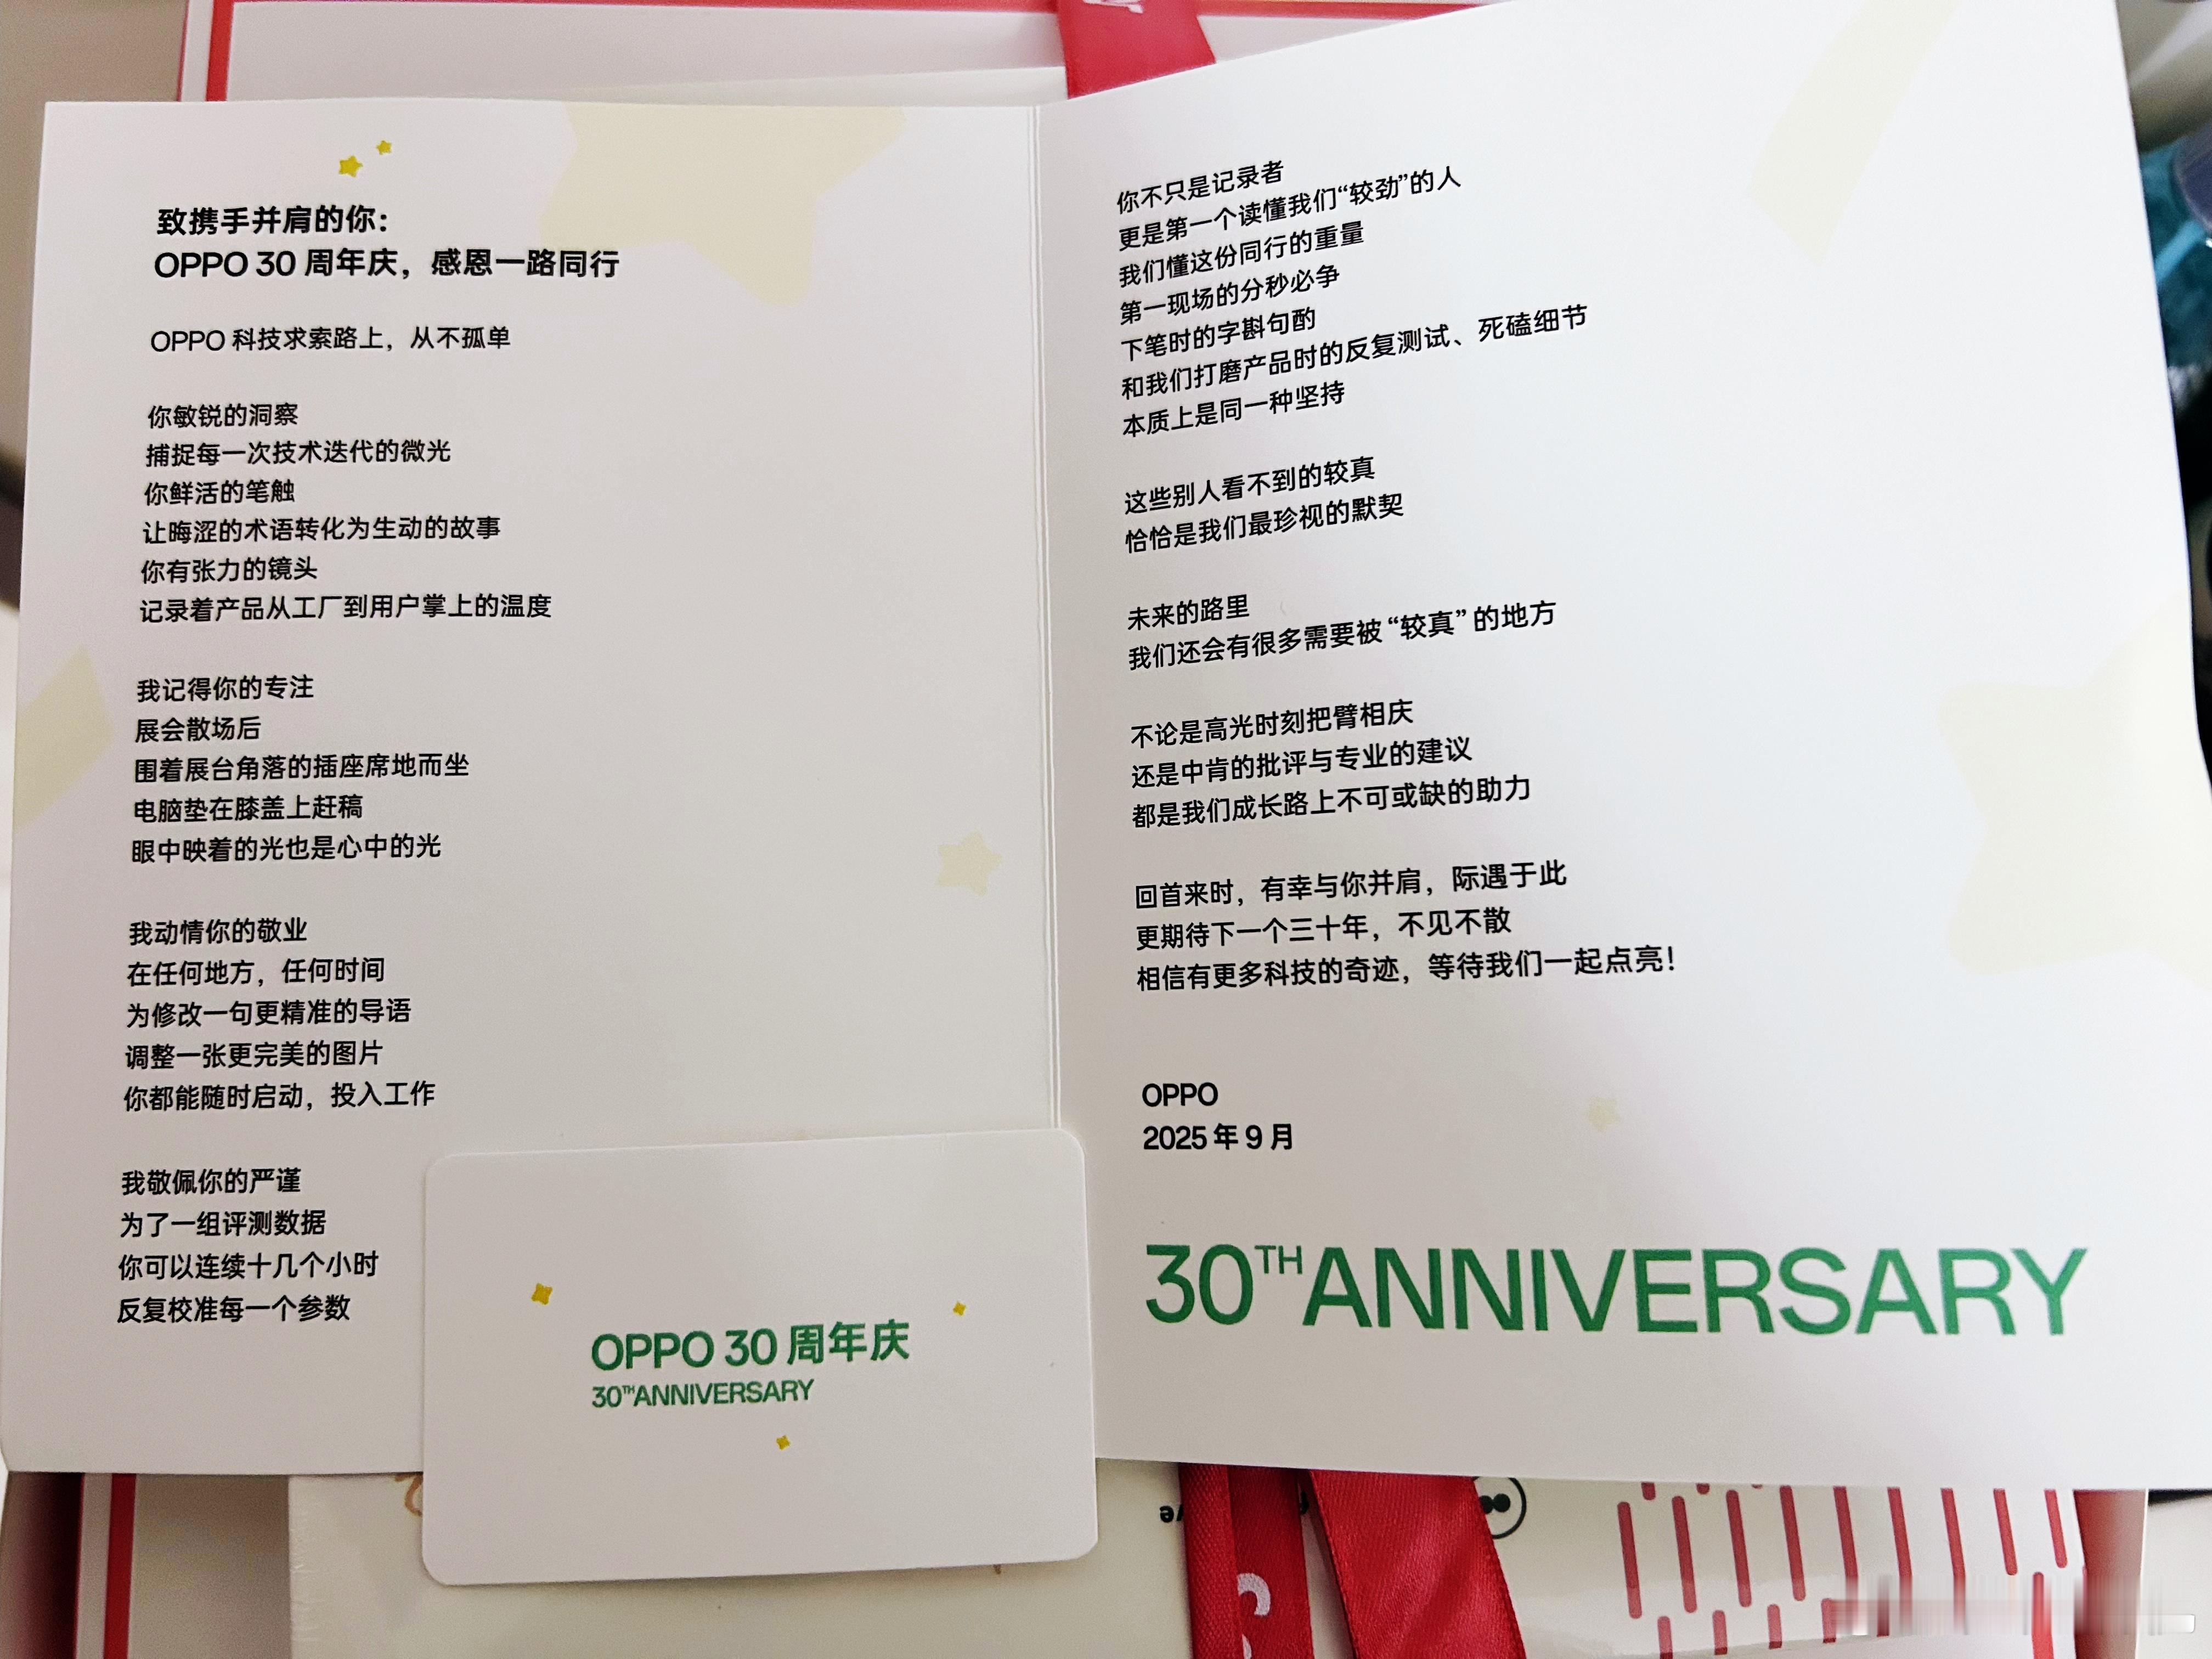 致携手并肩的你：
OPPO 30 周年庆，感恩一路同行
OPPO 科技求索路上，从不孤单
你敏锐的洞察
捕捉每一次技术迭代的微光
你鲜活的笔触
让晦涩的术语转化为生动的故事
你有张力的镜头
记录着产品从工厂到用户掌上的温度
我记得你的专注
展会散场后
围着展台角落的插座席地而坐
电脑垫在膝盖上赶稿
眼中映着的光也是心中的光
我动情你的敬业
在任何地方，任何时间
为修改一句更精准的导语
调整一张更完美的图片
你都能随时启动，投入工作
我敬佩你的严谨
为了一组评测数据
你可以连续十几个小时
反复校准每一个参数
你不只是记录者
更是第一个读懂我们“较劲”的人
我们懂这份同行的重量
第一现场的分秒必争
下笔时的字斟句酌
和我们打磨产品时的反复测试、死磕细节
本质上是同一种坚持
这些别人看不到的较真
恰恰是我们最珍视的默契
未来的路里
我们还会有很多需要被“较真”的地方
不论是高光时刻把臂相庆
还是中肯的批评与专业的建议
都是我们成长路上不可或缺的助力
回首来时，有幸与你并肩，际遇于此
更期待下一个三十年，不见不散
相信有更多科技的奇迹，等待我们一起点亮！
OPPO
2025 年 9 月
30TH ANNIVERSARY
OPPO 30 周年庆
30TH ANNIVERSARY